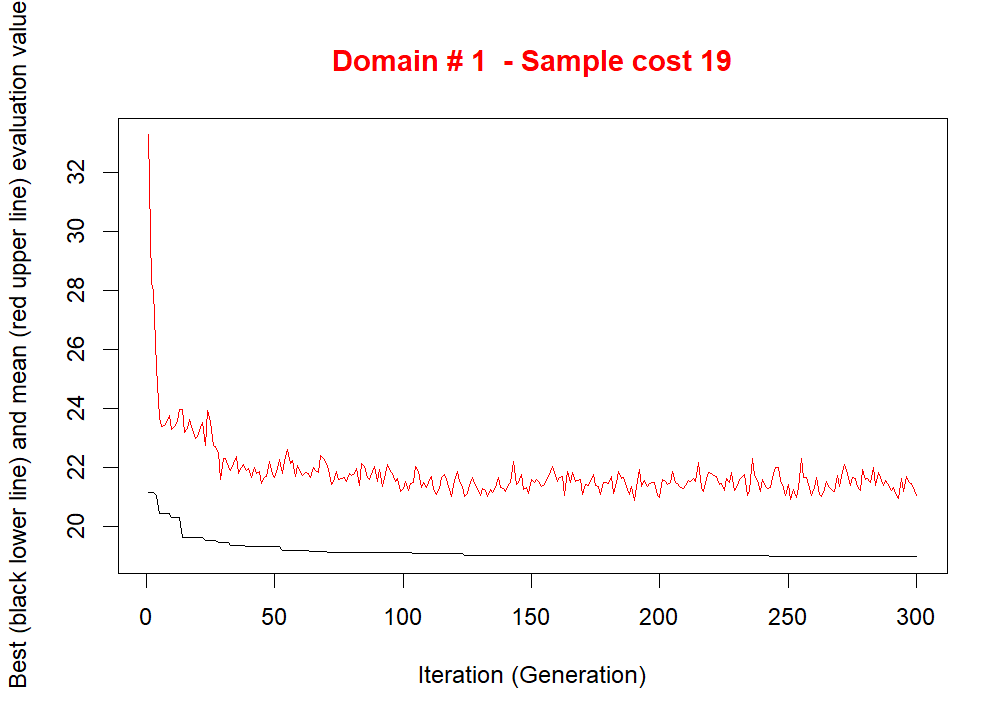 Domain # 1  - Sample cost 19
Best (black lower line) and mean (red upper line) evaluation value
32
30
28
26
24
22
20
0 50 100 150 200 250 300
Iteration (Generation)